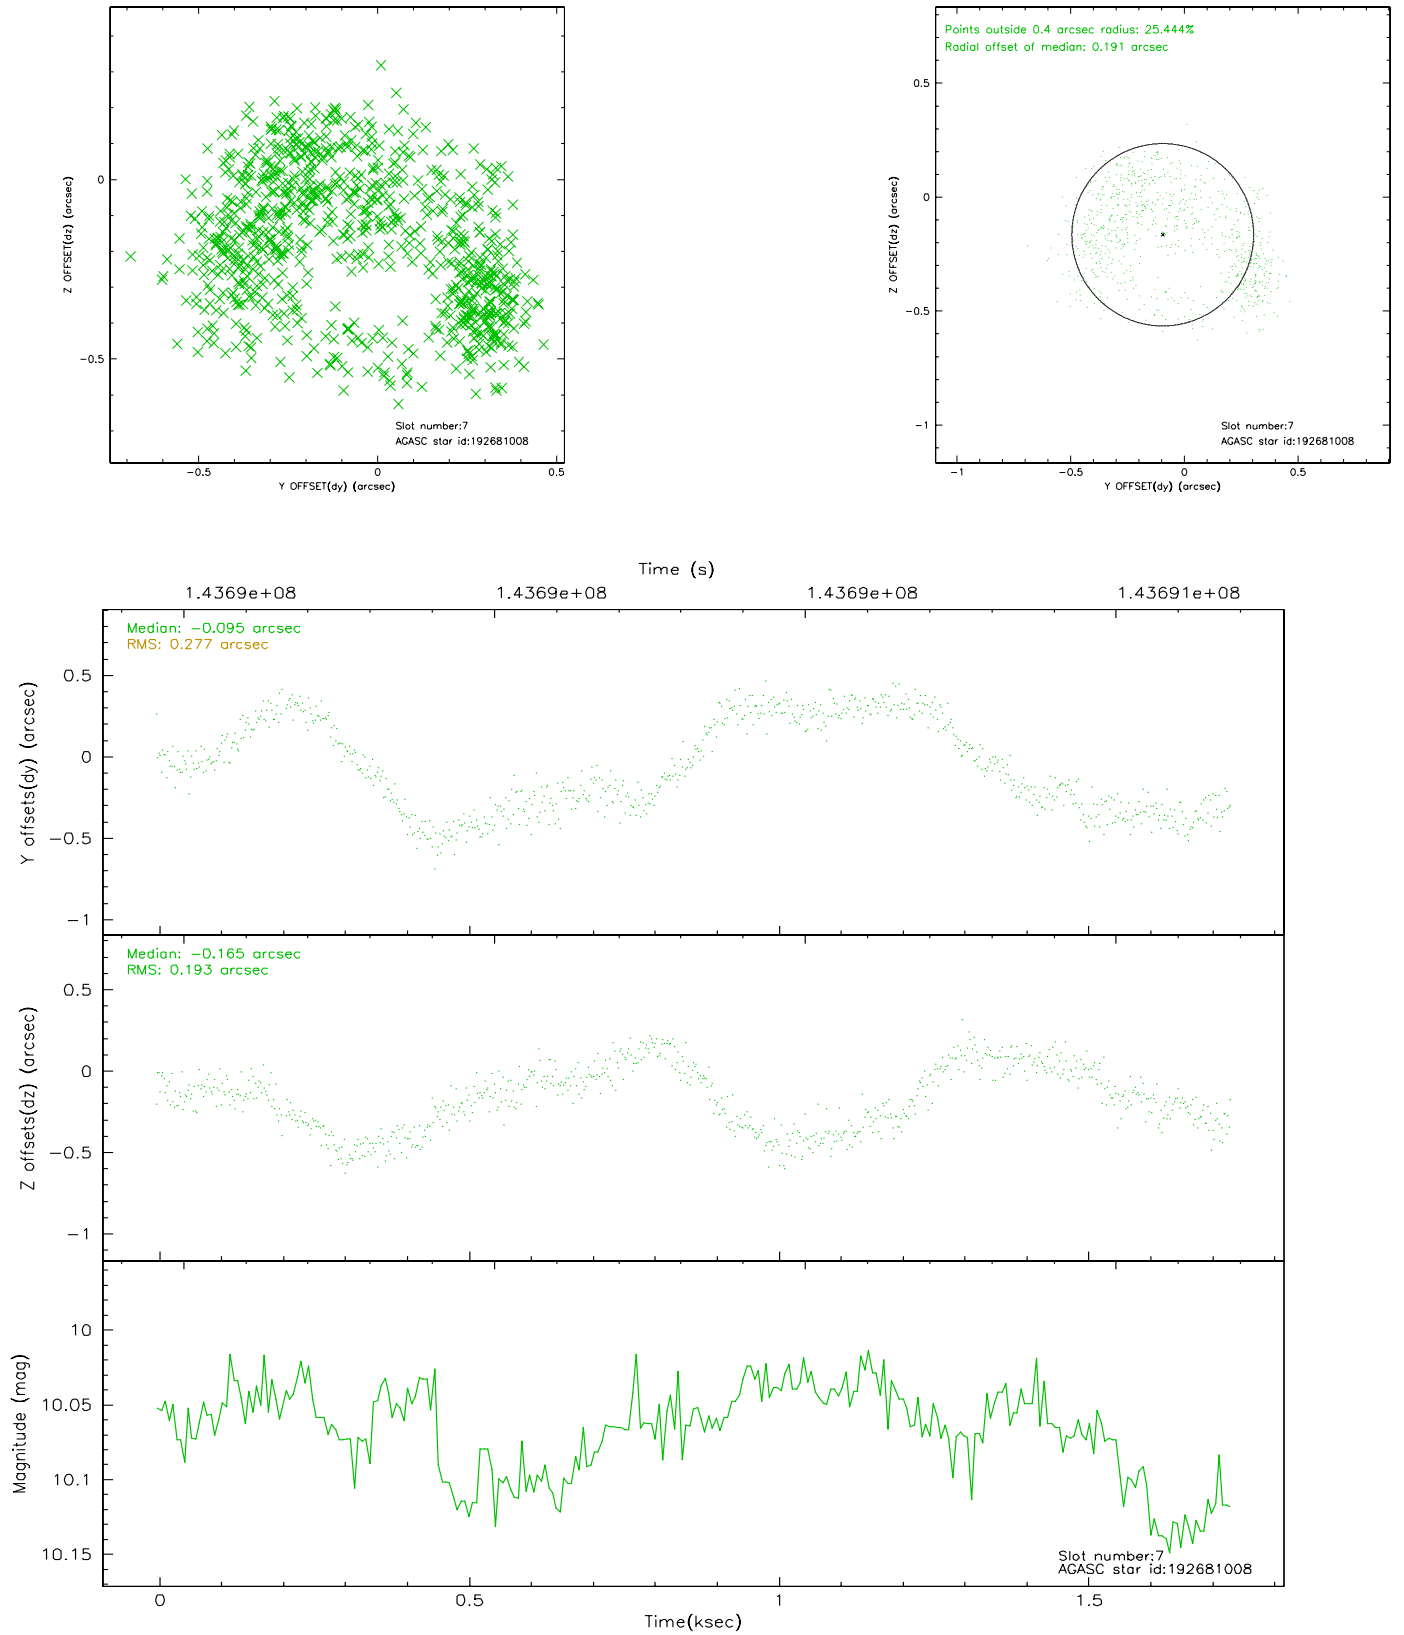 0
−0.5
Z OFFSET(dz) (arcsec)
Slot number:7
AGASC star id:192681008
−0.5
0
0.5
Y OFFSET(dy) (arcsec)
Points outside 0.4 arcsec radius: 25.444%
Radial offset of median: 0.191 arcsec
0.5
0
−0.5
−1
Z OFFSET(dz) (arcsec)
Slot number:7
AGASC star id:192681008
−1
−0.5
0
0.5
Y OFFSET(dy) (arcsec)
Time (s)
1.4369e+08
1.4369e+08
1.4369e+08
1.43691e+08
Median: −0.095 arcsec
RMS: 0.277 arcsec
0.5
0
−0.5
−1
Y offsets(dy) (arcsec)
Median: −0.165 arcsec
RMS: 0.193 arcsec
0.5
0
−0.5
−1
Z offsets(dz) (arcsec)
10
10.05
10.1
10.15
Magnitude (mag)
Slot number:7
AGASC star id:192681008
0
0.5
1
1.5
Time(ksec)